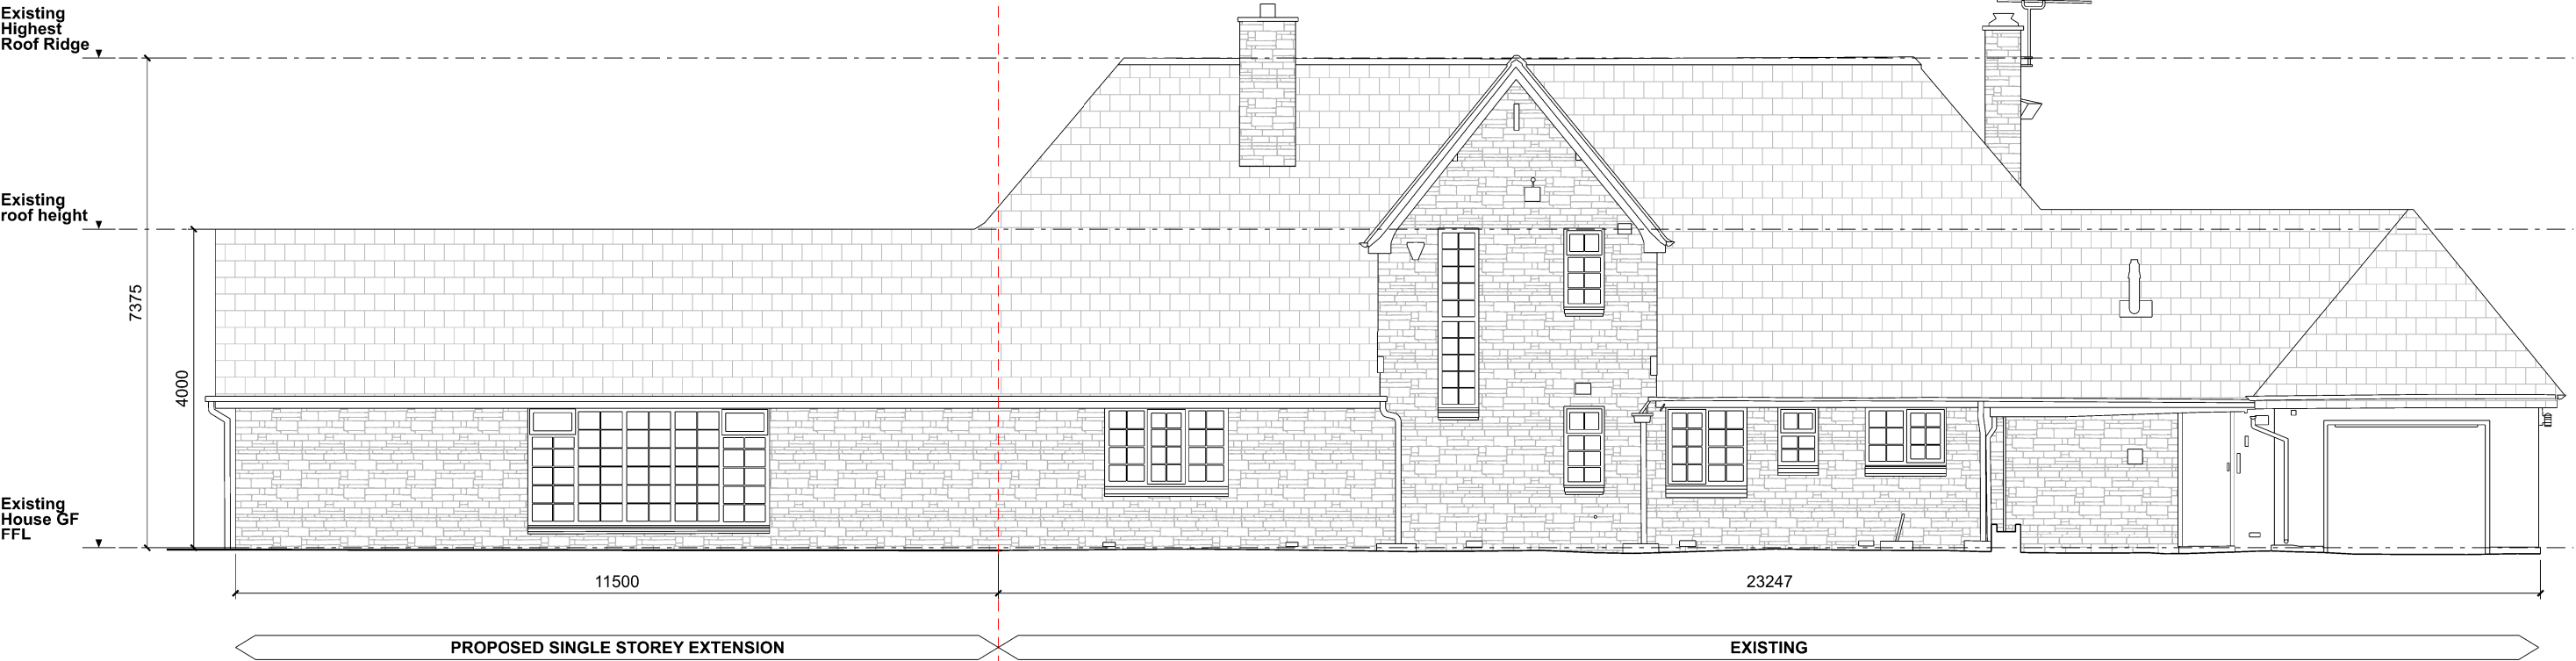 Existing
Highest
Roof Ridge
Existing
roof height
7375
4000
Existing
House GF
FFL
11500
23247
PROPOSED SINGLE STOREY EXTENSION
EXISTING